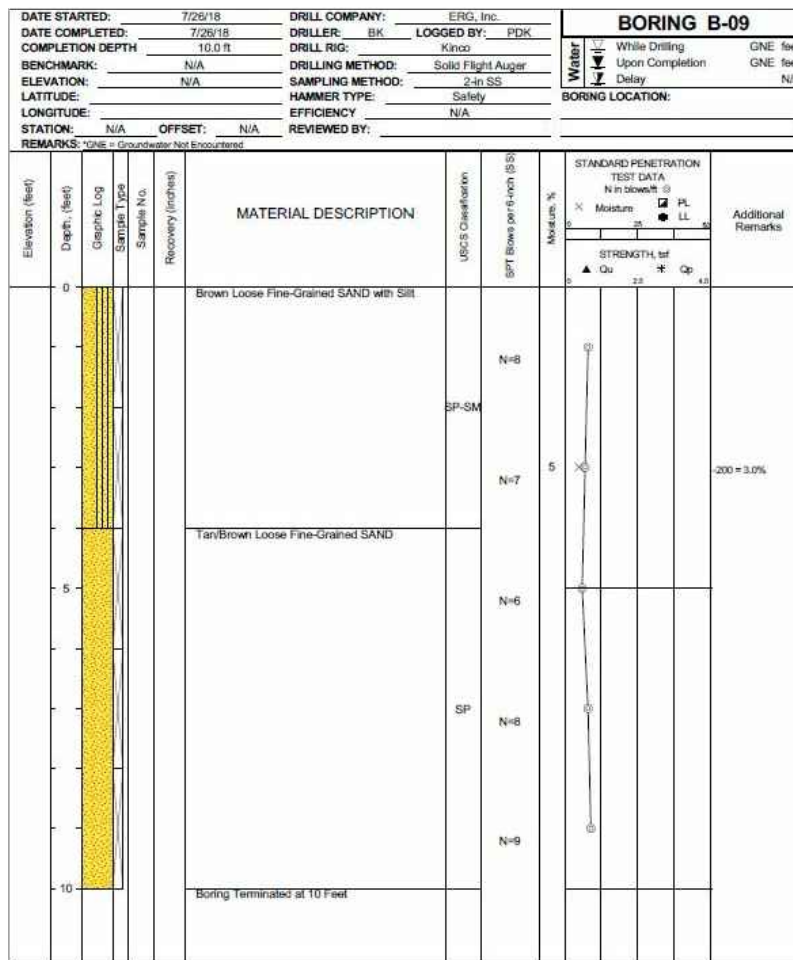 DATE STARTED: 7/26/18 DRILL COMPANY: ERG, Inc. BORING B-09
DATE COMPLETED: 7/26/18 DRILLER: BK LOGGED BY: PDK
COMPLETION DEPTH 10.0 ft DRILL RIG: Kinco
BENCHMARK: N/A DRILLING METHOD: Solid Flight Auger
ELEVATION: N/A SAMPLING METHOD: 2-in SS
LATITUDE: HAMMER TYPE: Safety
LONGITUDE: EFFICIENCY N/A
STATION: N/A OFFSET: N/A REVIEWED BY:
REMARKS: *GNE = Groundwater Not Encountered
Water
While Drilling GNE fee
Upon Completion GNE fee
Delay N/
BORING LOCATION:
Elevation (feet)
Depth, (feet)
Graphic Log
Sample Type
Sample No.
Recovery (inches)
MATERIAL DESCRIPTION
USCS Classification
SPT Blows per 6-inch (SS)
Moisture, %
STANDARD PENETRATION
TEST DATA
N in blows/ft
Moisture PL
LL
0 25 50
STRENGTH, tsf
Qu Qp
0 2.0 4.0
Additional
Remarks
0 Brown Loose Fine-Grained SAND with Silt
N=8
SP-SM
5
N=7 -200 = 3.0%
Tan/Brown Loose Fine-Grained SAND
5
N=6
SP
N=8
N=9
10
Boring Terminated at 10 Feet